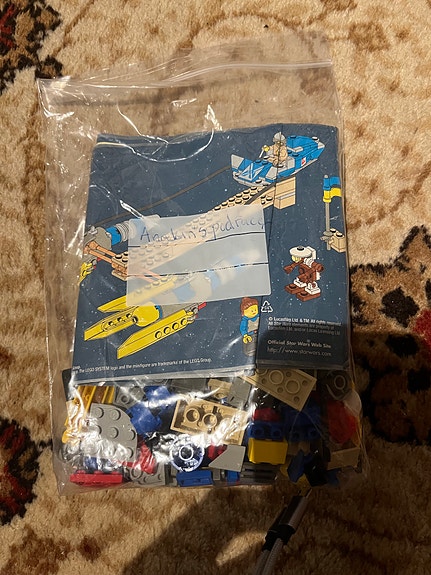 Anakin's podracer
© Lucasfilm Ltd. & TM. All rights reserved.
Official Star Wars Web Site
http://www.starwars.com
the LEGO SYSTEM logo and the minifigure are trademarks of the LEGO Group.